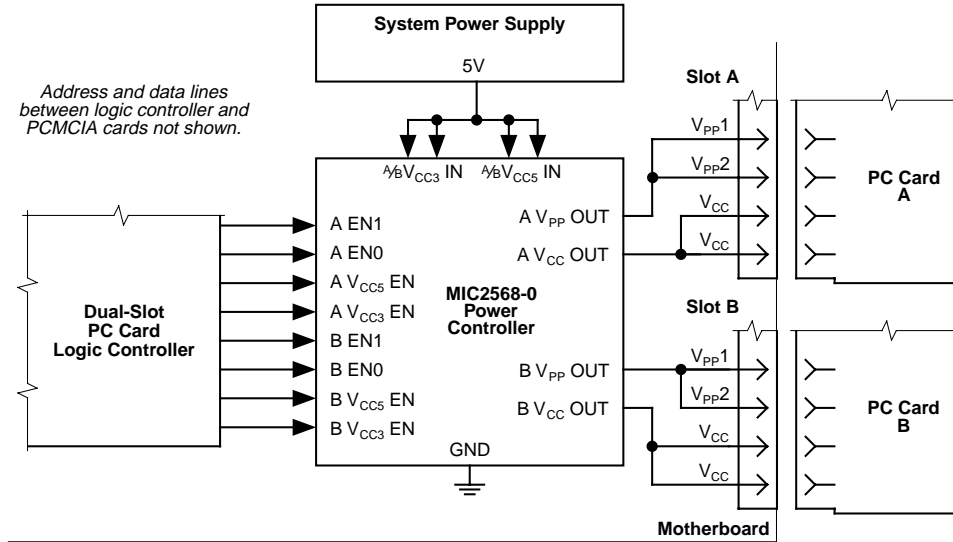 System Power Supply
5V
Address and data lines
between logic controller and
PCMCIA cards not shown.
Slot A
A/BVCC3 IN
A/BVCC5 IN
VPP1
VPP2
VCC
VCC
PC Card
A
A EN1
A EN0
A VCC5 EN
A VCC3 EN
B EN1
B EN0
B VCC5 EN
B VCC3 EN
Dual-Slot
PC Card
Logic Controller
MIC2568-0
Power
Controller
A VPP OUT
A VCC OUT
B VPP OUT
B VCC OUT
GND
Slot B
VPP1
VPP2
VCC
VCC
PC Card
B
Motherboard